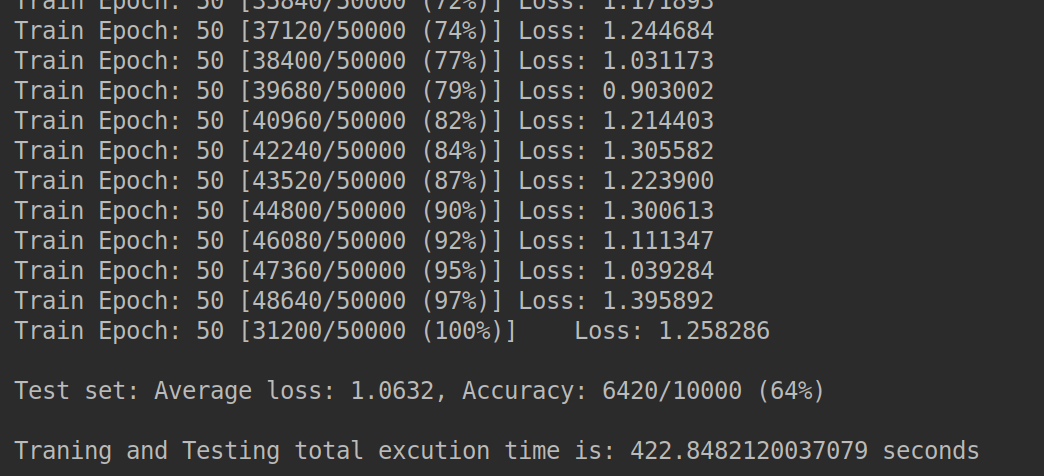 Train Epoch: 50 [35840/50000 (72%)] Loss: 1.171893
Train Epoch: 50 [37120/50000 (74%)] Loss: 1.244684
Train Epoch: 50 [38400/50000 (77%)] Loss: 1.031173
Train Epoch: 50 [39680/50000 (79%)] Loss: 0.903002
Train Epoch: 50 [40960/50000 (82%)] Loss: 1.214403
Train Epoch: 50 [42240/50000 (84%)] Loss: 1.305582
Train Epoch: 50 [43520/50000 (87%)] Loss: 1.223900
Train Epoch: 50 [44800/50000 (90%)] Loss: 1.300613
Train Epoch: 50 [46080/50000 (92%)] Loss: 1.111347
Train Epoch: 50 [47360/50000 (95%)] Loss: 1.039284
Train Epoch: 50 [48640/50000 (97%)] Loss: 1.395892
Train Epoch: 50 [31200/50000 (100%)]    Loss: 1.258286
Test set: Average loss: 1.0632, Accuracy: 6420/10000 (64%)
Traning and Testing total excution time is: 422.8482120037079 seconds